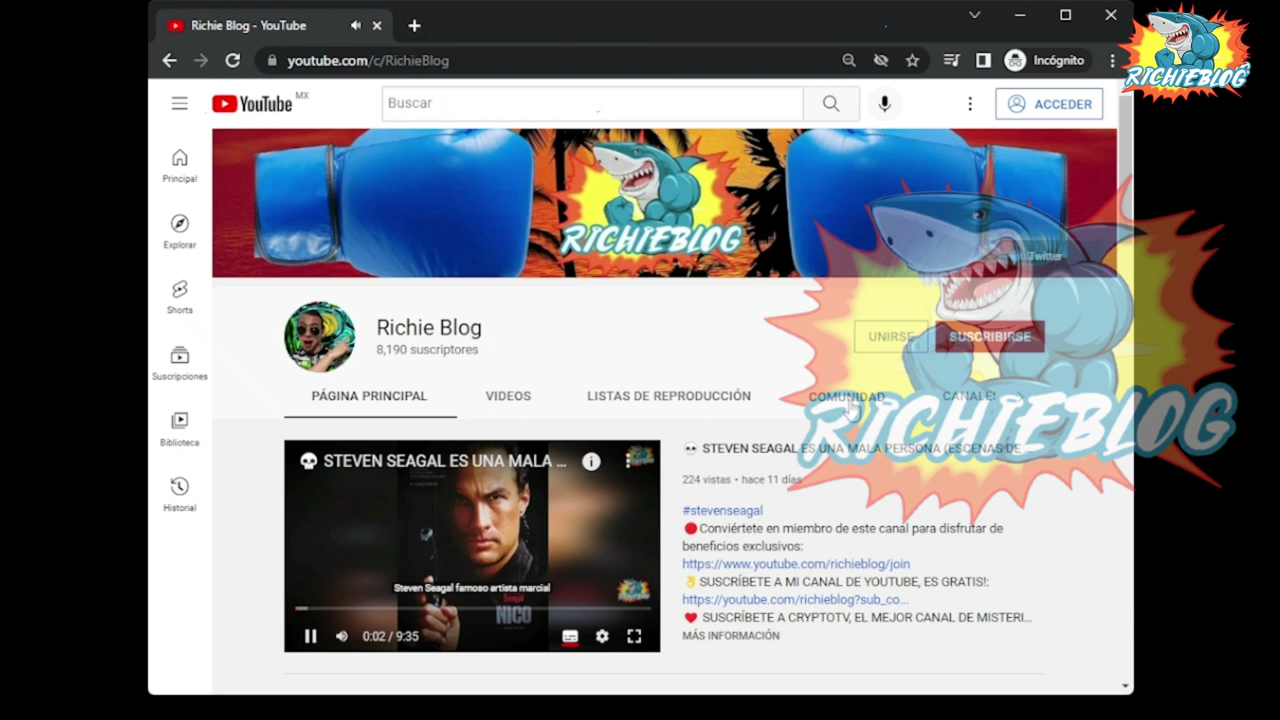 Richie Blog - YouTube
youtube.com/c/RichieBlog
Incógnito
RICHIEBLOG
YouTube MX
Buscar
ACCEDER
Principal
Explorar
Shorts
Suscripciones
Biblioteca
Historial
RICHIEBLOG
Twitter
Richie Blog
8,190 suscriptores
UNIRSE
SUSCRIBIRSE
PÁGINA PRINCIPAL
VIDEOS
LISTAS DE REPRODUCCIÓN
COMUNIDAD
RICHIEBLOG
💀 STEVEN SEAGAL ES UNA MALA ...
Steven Seagal famoso artista marcial
Seagal
NICO
0:02 / 9:35
💀 STEVEN SEAGAL ES UNA MALA PERSONA (ESCENAS DE ...
224 vistas • hace 11 días
#stevenseagal
🔴Conviértete en miembro de este canal para disfrutar de
beneficios exclusivos:
https://www.youtube.com/richieblog/join
👌 SUSCRÍBETE A MI CANAL DE YOUTUBE, ES GRATIS!:
https://youtube.com/richieblog?sub_co...
❤️ SUSCRÍBETE A CRYPTOTV, EL MEJOR CANAL DE MISTERI...
MÁS INFORMACIÓN